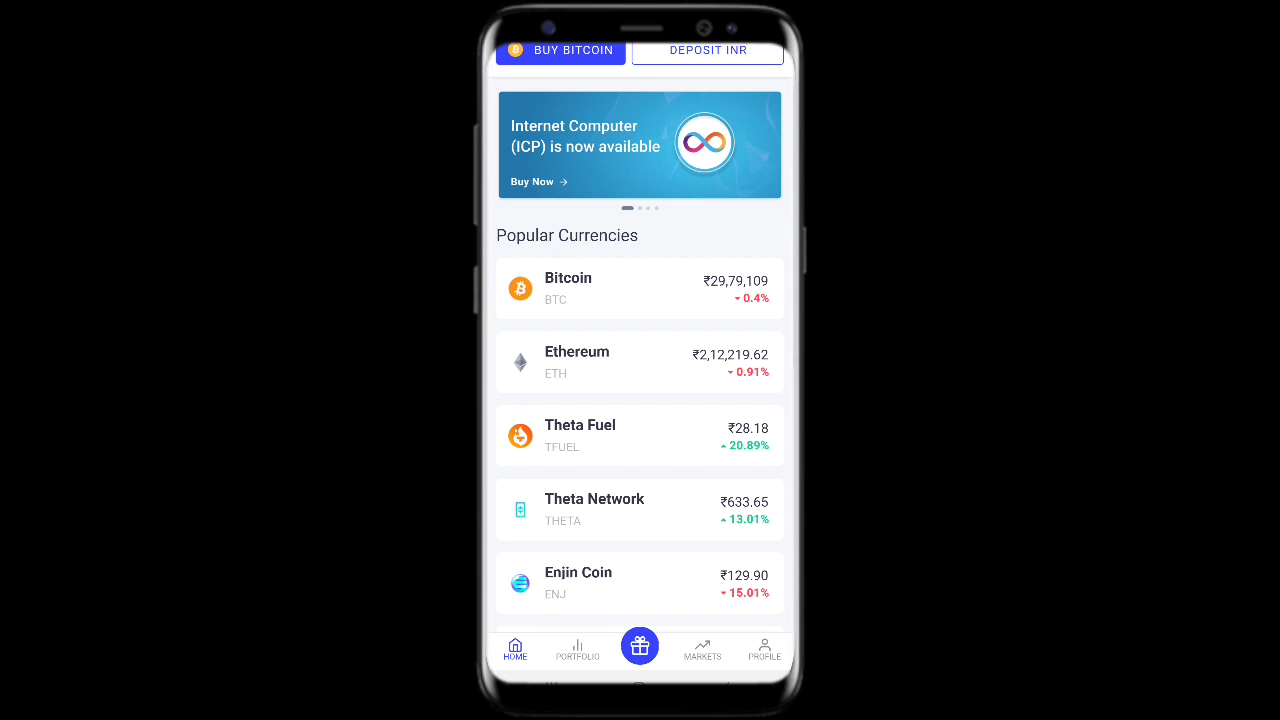 BUY BITCOIN
DEPOSIT INR
Internet Computer
(ICP) is now available
Buy Now →
Popular Currencies
Bitcoin
₹29,79,109
BTC
0.4%
Ethereum
₹2,12,219.62
ETH
0.91%
Theta Fuel
₹28.18
TFUEL
20.89%
Theta Network
₹633.65
THETA
13.01%
Enjin Coin
₹129.90
ENJ
15.01%
HOME
PORTFOLIO
MARKETS
PROFILE